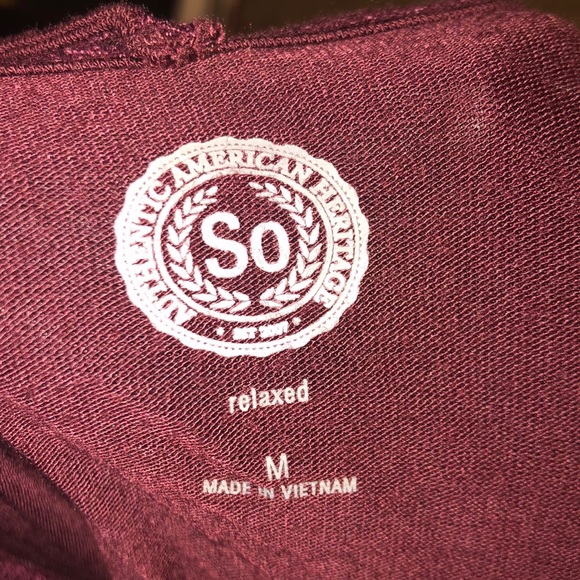 AUTHENTIC AMERICAN HERITAGE
So
relaxed
M
MADE IN VIETNAM